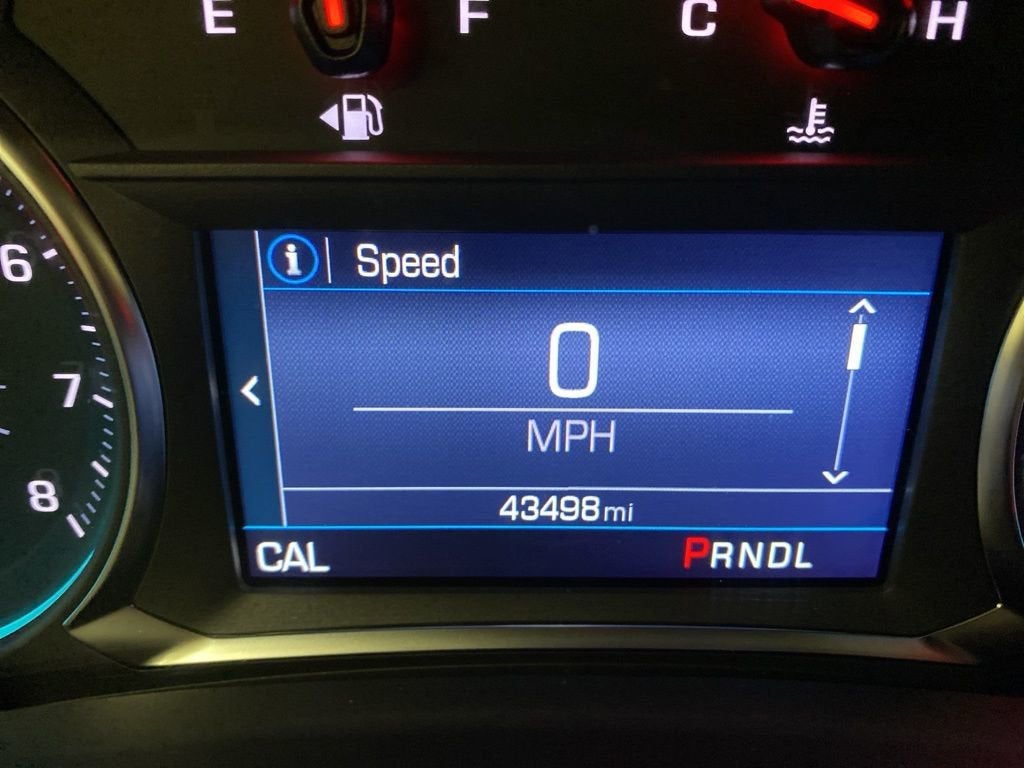 E F C H
6
7
8
i Speed
0
MPH
43498 mi
CAL PRNDL